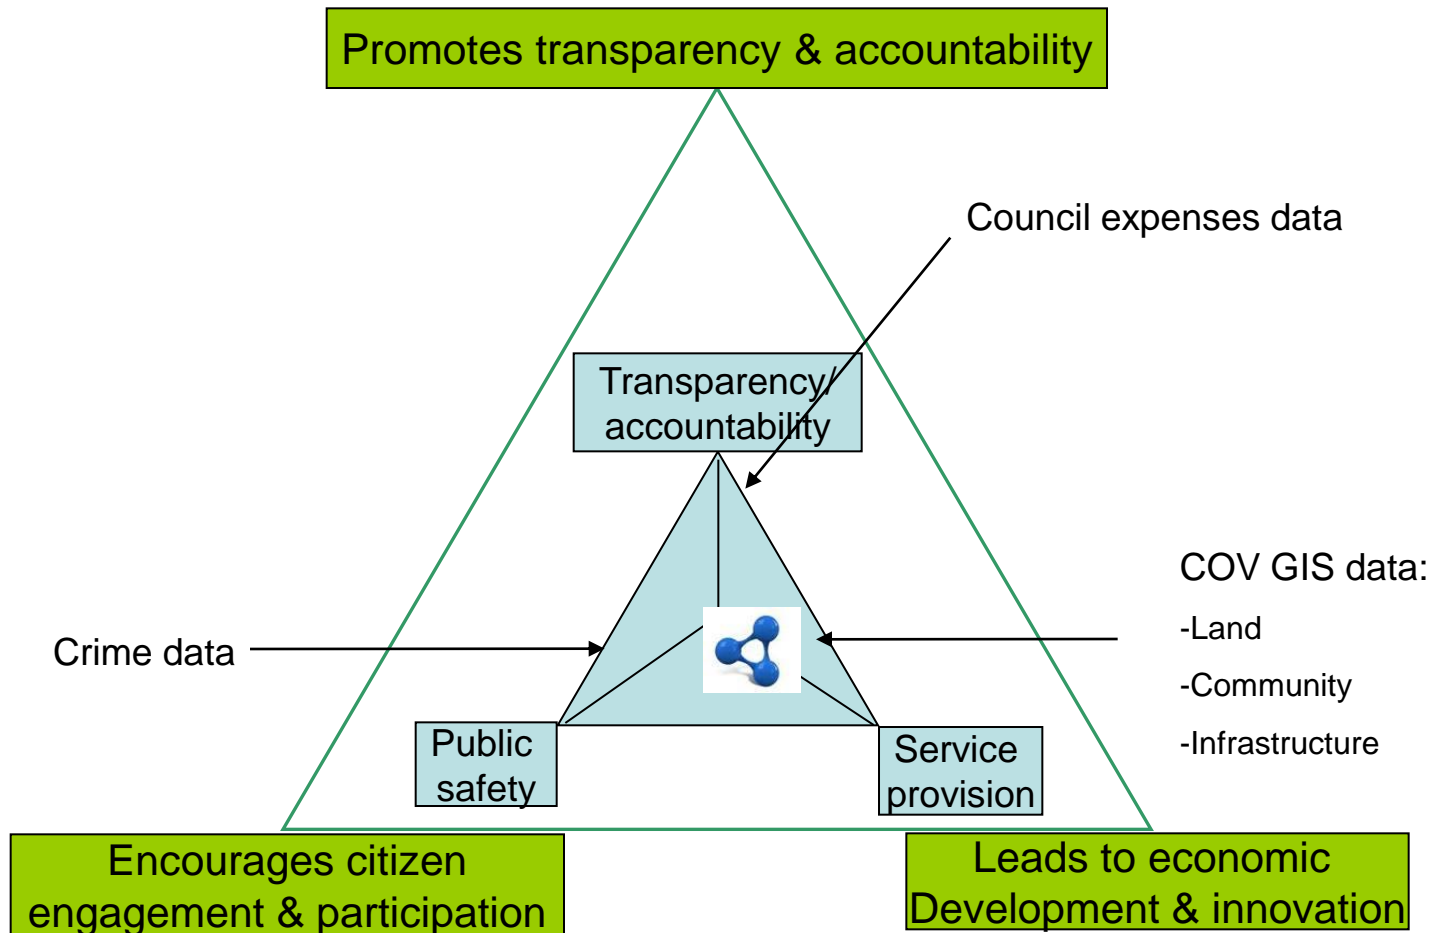 Promotes transparency & accountability
Council expenses data
Transparency/
accountability
COV GIS data:
-Land
-Community
-Infrastructure
Crime data
Public
safety
Service
provision
Encourages citizen
engagement & participation
Leads to economic
Development & innovation